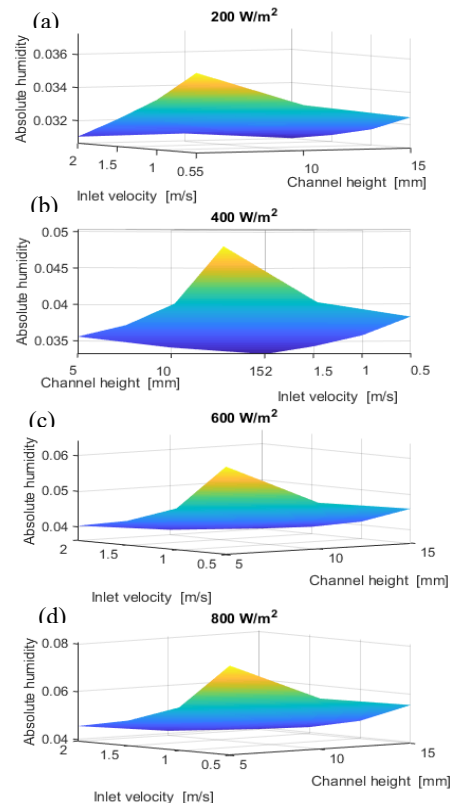 (a)
200 W/m²
Absolute humidity
0.036
0.034
0.032
2
1.5
1
0.55
10
15
Inlet velocity [m/s]
Channel height [mm]
(b)
400 W/m²
Absolute humidity
0.05
0.045
0.04
0.035
5
10
152
1.5
1
0.5
Channel height [mm]
Inlet velocity [m/s]
(c)
600 W/m²
Absolute humidity
0.06
0.05
0.04
2
1.5
1
0.5
5
10
15
Inlet velocity [m/s]
Channel height [mm]
(d)
800 W/m²
Absolute humidity
0.08
0.06
0.04
2
1.5
1
0.5
5
10
15
Inlet velocity [m/s]
Channel height [mm]